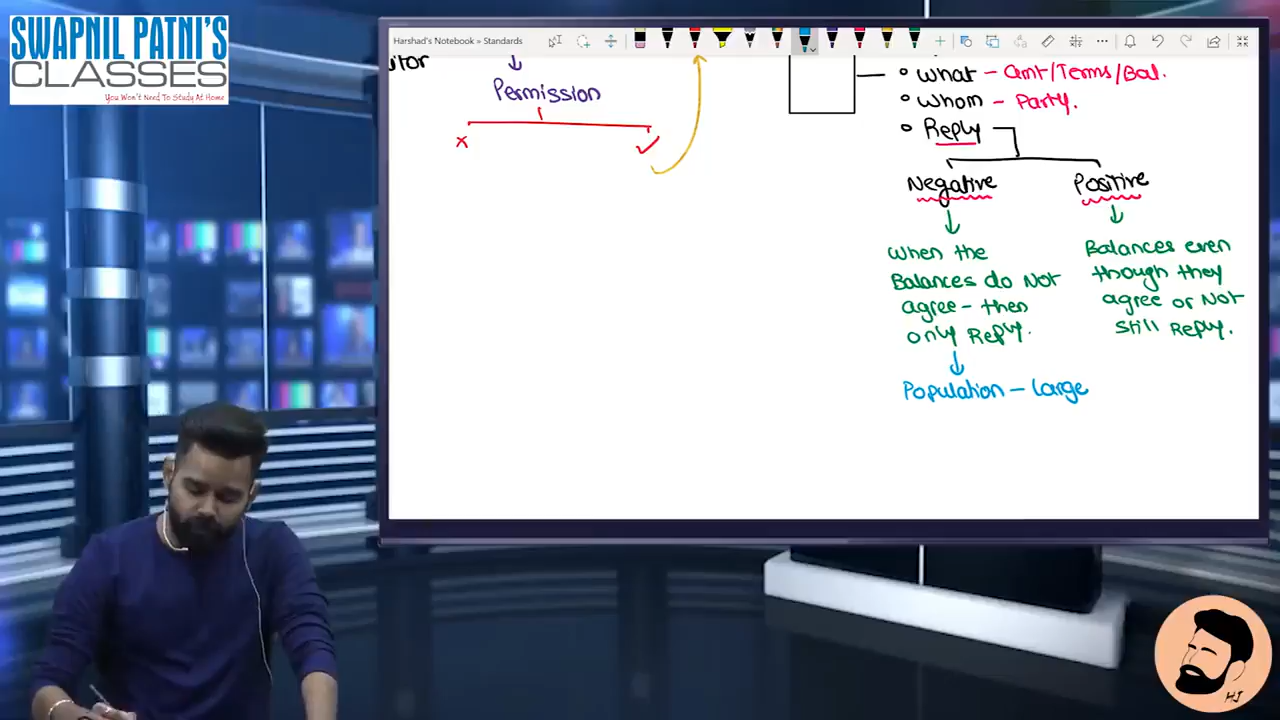 SWAPNIL PATNI'S
CLASSES
You Won't Need To Study At Home
Harshad's Notebook » Standards
utor
Permission
x
What - Amt/Terms/Bal.
Whom - Party.
Reply
Negative
Positive
When the
Balances do Not
agree - then
only Reply.
Population - Large
Balances even
though they
agree or Not
still Reply.
HJ